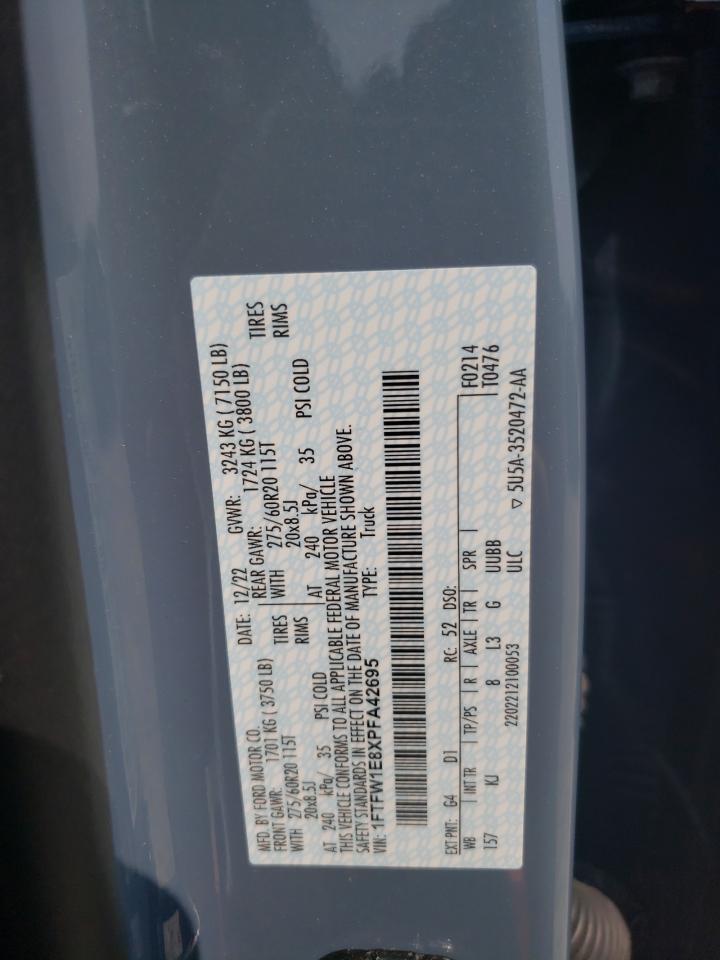 MFD. BY FORD MOTOR CO. DATE: 12/22 GVWR: 3243 KG ( 7150 LB)
FRONT GAWR: 1701 KG ( 3750 LB) REAR GAWR: 1724 KG ( 3800 LB)
WITH 275/60R20 115T TIRES WITH 275/60R20 115T TIRES
20x8.5J RIMS 20x8.5J RIMS
AT 240 kPa/ 35 PSI COLD AT 240 kPa/ 35 PSI COLD
THIS VEHICLE CONFORMS TO ALL APPLICABLE FEDERAL MOTOR VEHICLE
SAFETY STANDARDS IN EFFECT ON THE DATE OF MANUFACTURE SHOWN ABOVE.
VIN: 1FTFW1E8XPFA42695 TYPE: Truck
EXT PNT: G4 D1 RC: 52 DSO: F0214
WB INT TR TP/PS R AXLE TR SPR T0476
157 KJ 8 L3 G UUBB
2202212100053 ULC ▽ 5U5A-3520472-AA